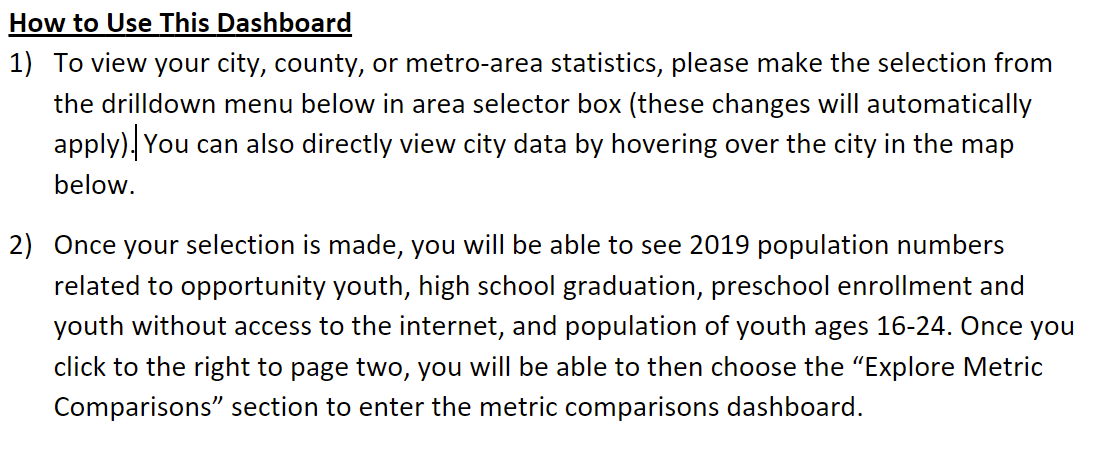 How to Use This Dashboard
1) To view your city, county, or metro-area statistics, please make the selection from
the drilldown menu below in area selector box (these changes will automatically
apply). You can also directly view city data by hovering over the city in the map
below.
2) Once your selection is made, you will be able to see 2019 population numbers
related to opportunity youth, high school graduation, preschool enrollment and
youth without access to the internet, and population of youth ages 16-24. Once you
click to the right to page two, you will be able to then choose the “Explore Metric
Comparisons” section to enter the metric comparisons dashboard.